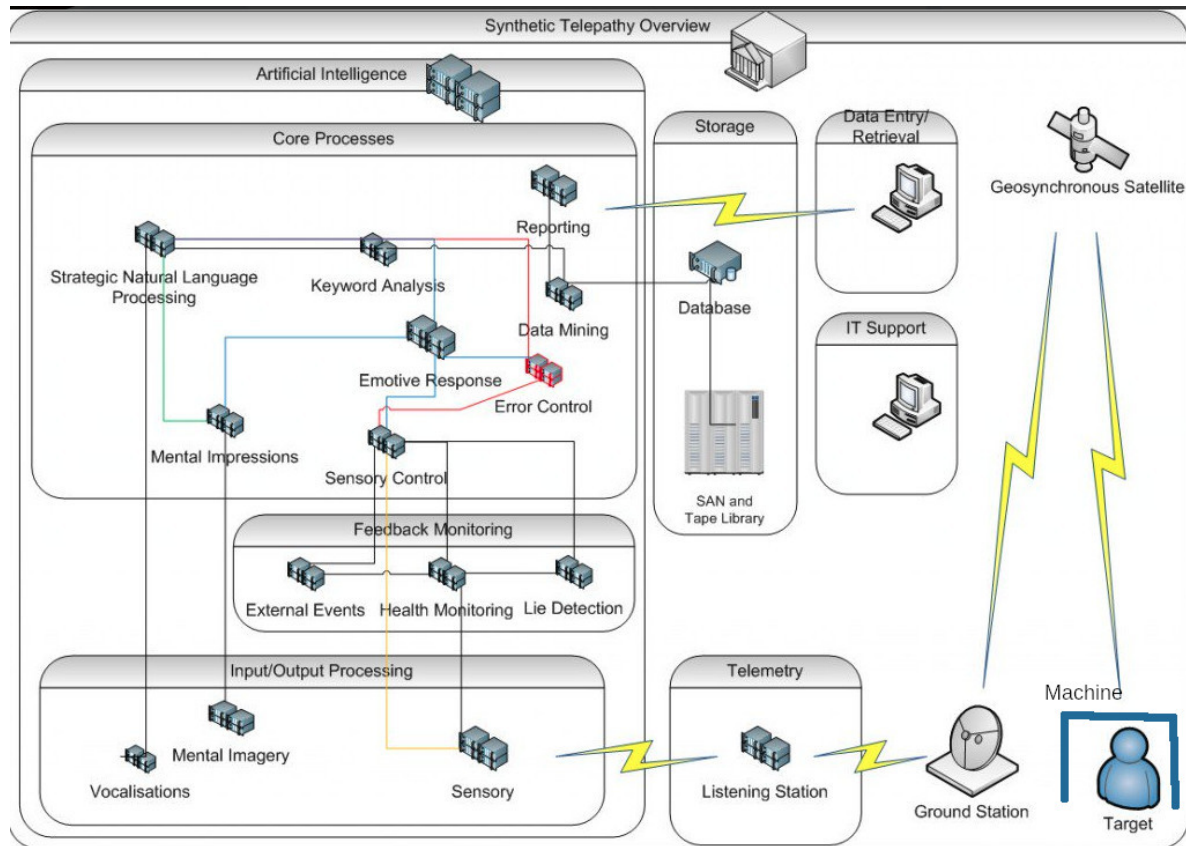 Synthetic Telepathy Overview
Artificial Intelligence
Core Processes
Reporting
Strategic Natural Language
Processing
Keyword Analysis
Data Mining
Emotive Response
Error Control
Mental Impressions
Sensory Control
Feedback Monitoring
External Events
Health Monitoring
Lie Detection
Input/Output Processing
Mental Imagery
Vocalisations
Sensory
Storage
Database
SAN and
Tape Library
Data Entry/
Retrieval
IT Support
Geosynchronous Satellite
Telemetry
Listening Station
Ground Station
Machine
Target